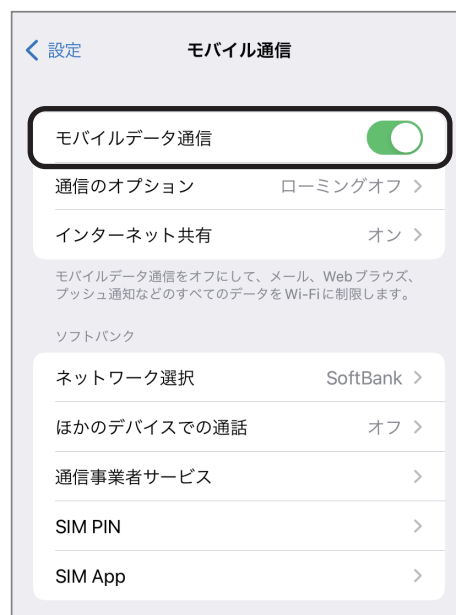 設定
モバイル通信
モバイルデータ通信
通信のオプション ローミングオフ
インターネット共有 オン
モバイルデータ通信をオフにして、メール、Webブラウズ、
プッシュ通知などのすべてのデータをWi-Fiに制限します。
ソフトバンク
ネットワーク選択 SoftBank
ほかのデバイスでの通話 オフ
通信事業者サービス
SIM PIN
SIM App